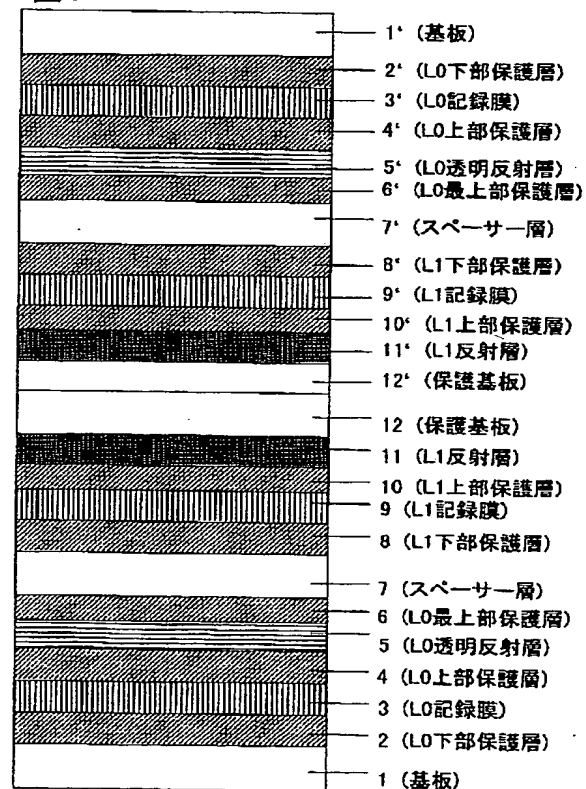 1' (基板)
2' (L0下部保護層)
3' (L0記録膜)
4' (L0上部保護層)
5' (L0透明反射層)
6' (L0最上部保護層)
7' (スペーサー層)
8' (L1下部保護層)
9' (L1記録膜)
10' (L1上部保護層)
11' (L1反射層)
12' (保護基板)
12 (保護基板)
11 (L1反射層)
10 (L1上部保護層)
9 (L1記録膜)
8 (L1下部保護層)
7 (スペーサー層)
6 (L0最上部保護層)
5 (L0透明反射層)
4 (L0上部保護層)
3 (L0記録膜)
2 (L0下部保護層)
1 (基板)